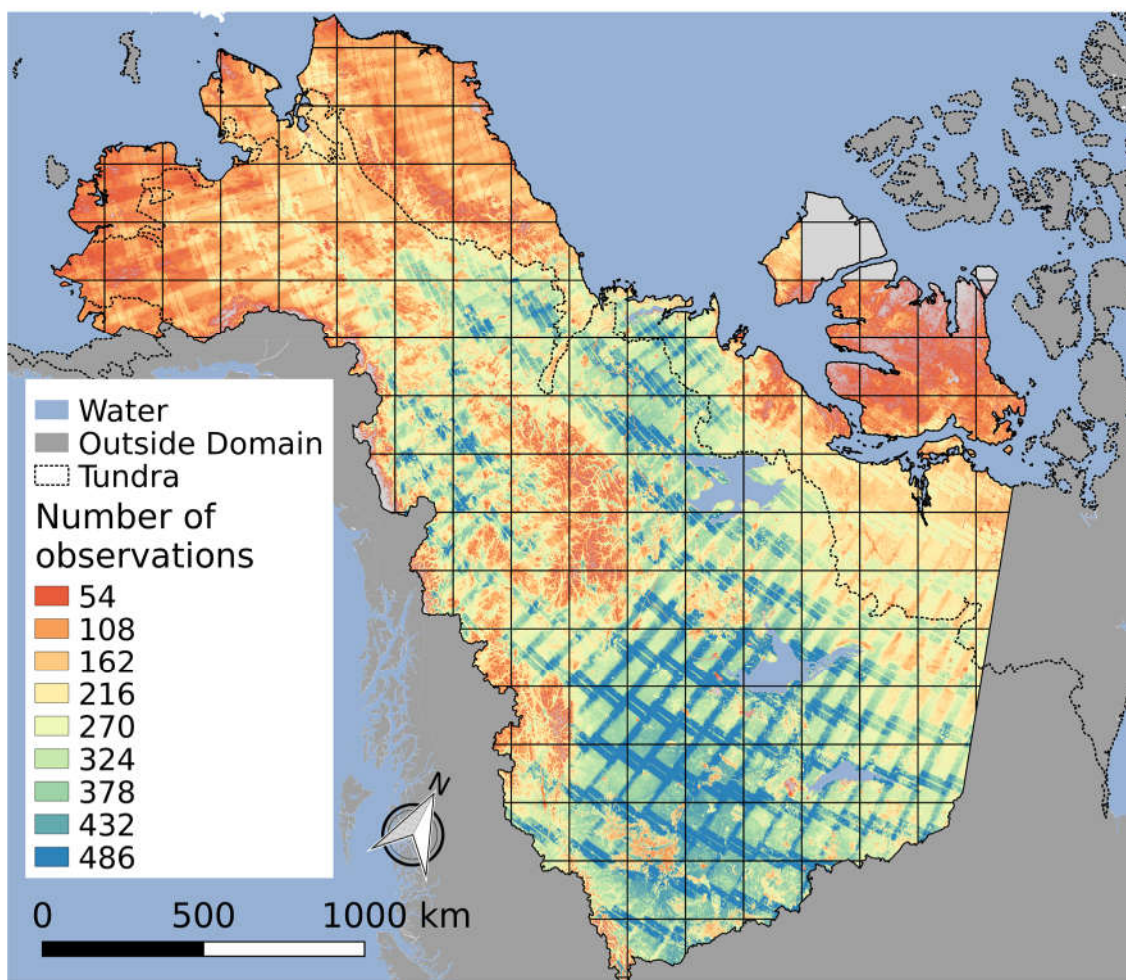 Water
Outside Domain
Tundra
Number of
observations
54
108
162
216
270
324
378
432
486
N
0 500 1000 km